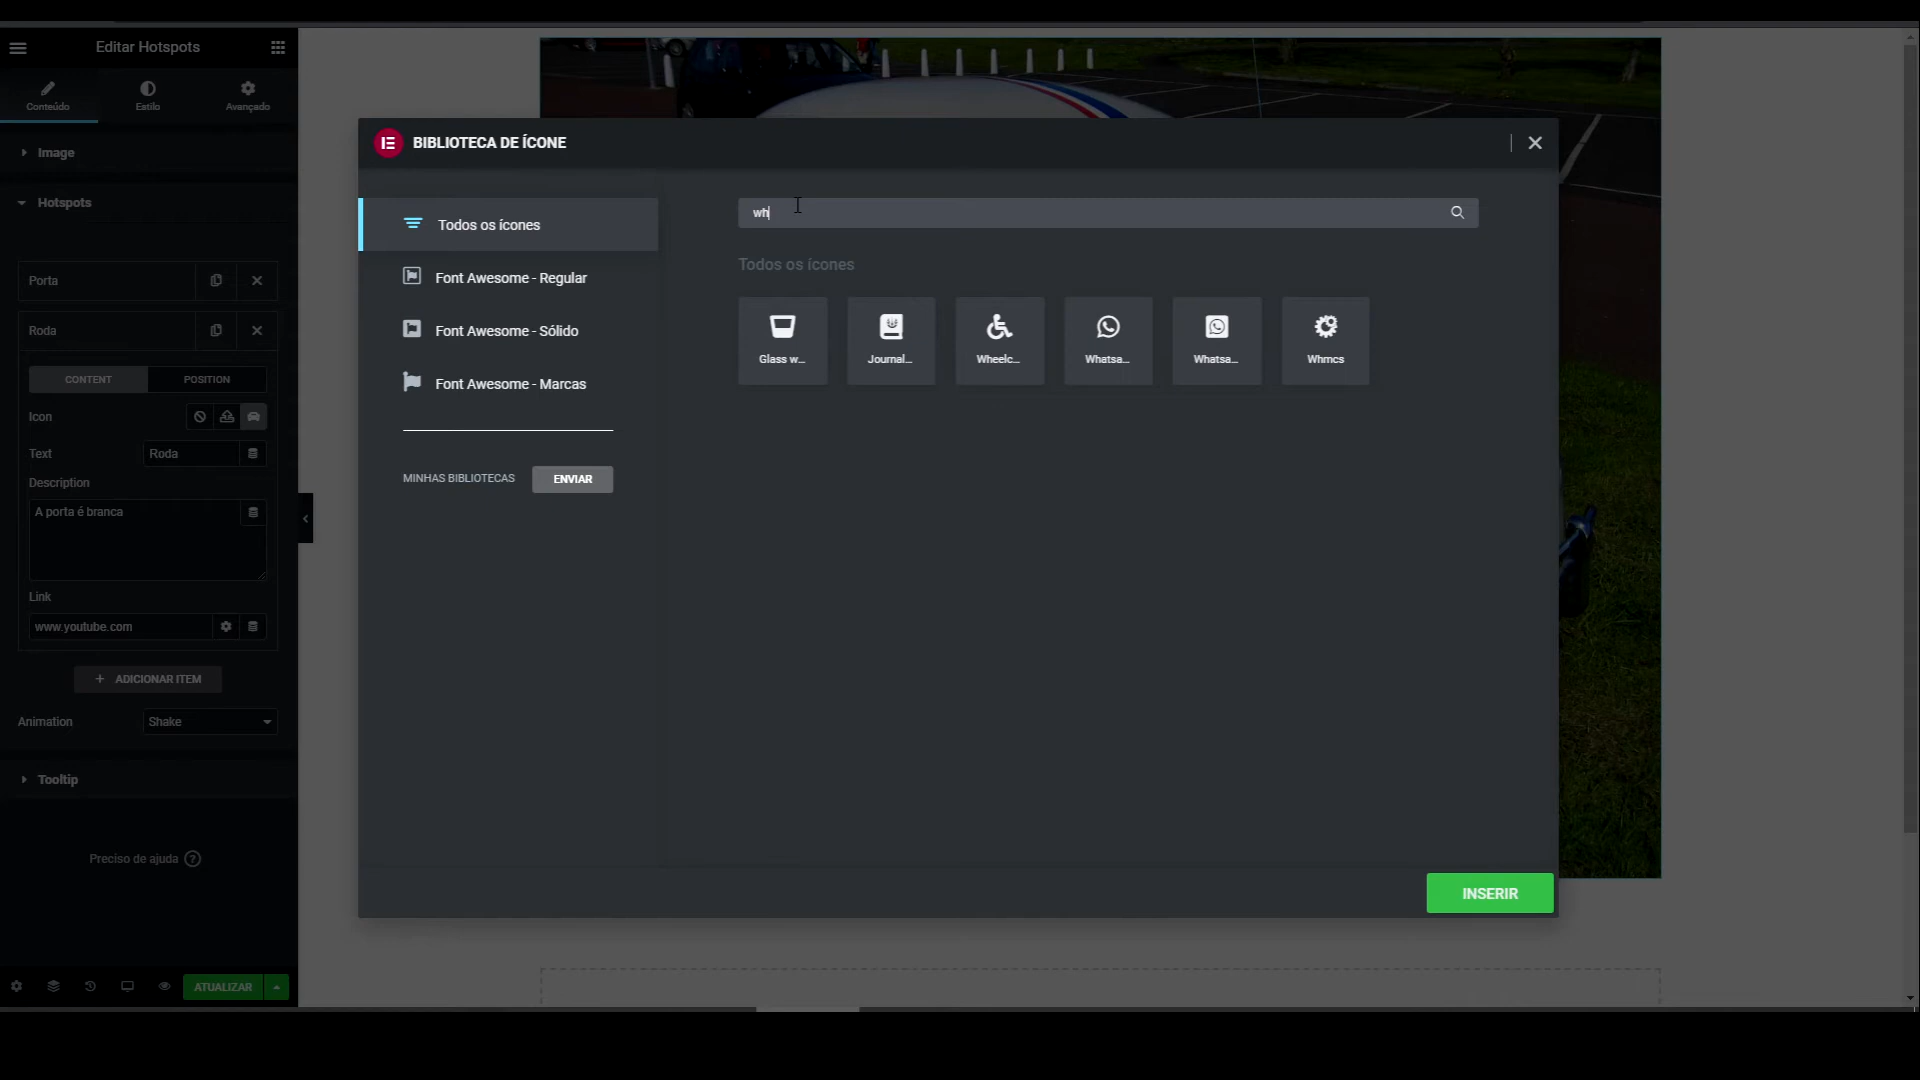 Editar Hotspots
Conteúdo
Estilo
Avançado
Image
Hotspots
Porta
Roda
CONTENT
POSITION
Icon
Text
Roda
Description
A porta é branca
Link
www.youtube.com
ADICIONAR ITEM
Animation
Shake
Tooltip
Preciso de ajuda
ATUALIZAR
BIBLIOTECA DE ÍCONE
Todos os ícones
Font Awesome - Regular
Font Awesome - Sólido
Font Awesome - Marcas
MINHAS BIBLIOTECAS
ENVIAR
wh
Todos os ícones
Glass w...
Journal...
Wheelc...
Whatsa...
Whatsa...
Whmcs
INSERIR